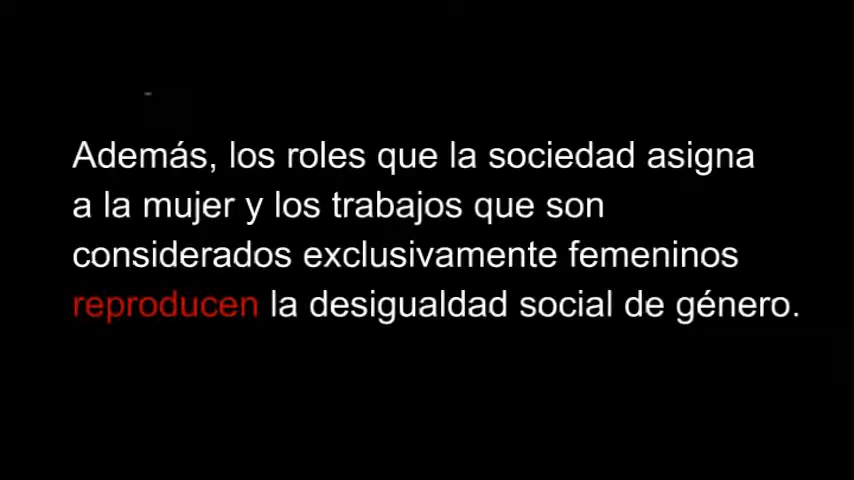 Además, los roles que la sociedad asigna
a la mujer y los trabajos que son
considerados exclusivamente femeninos
reproducen la desigualdad social de género.